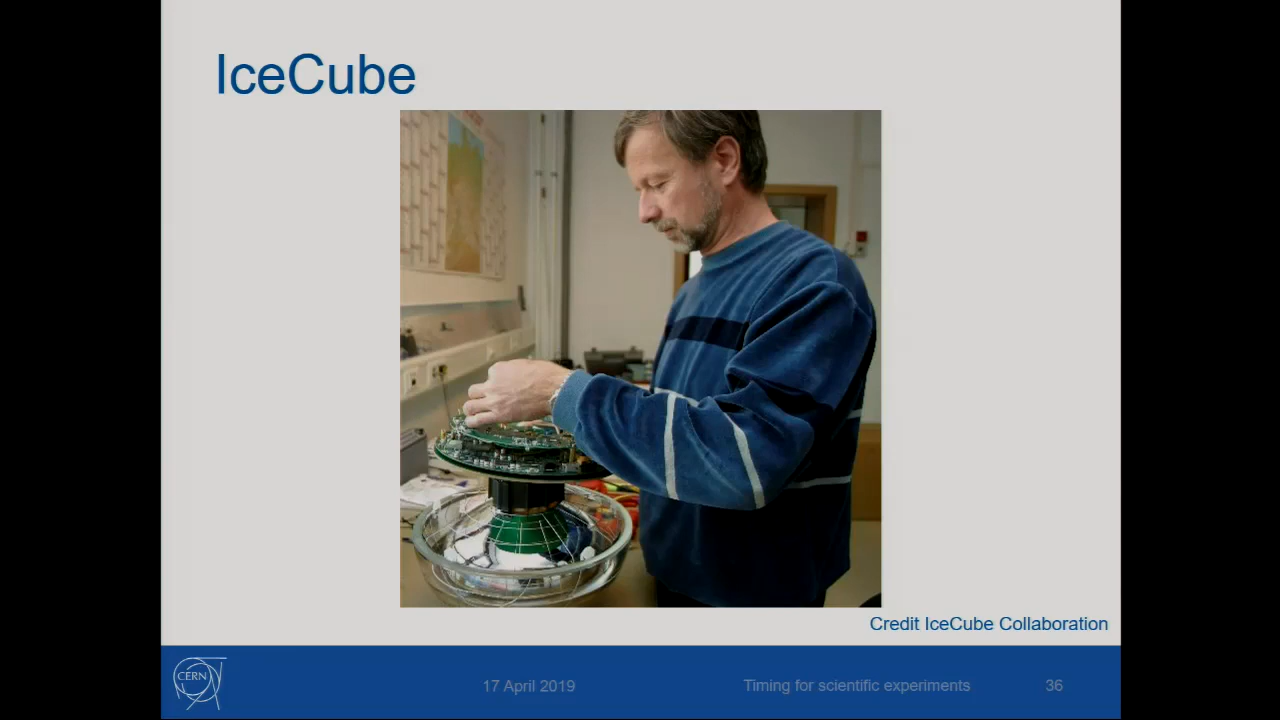 IceCube
Credit IceCube Collaboration
CERN
17 April 2019
Timing for scientific experiments
36